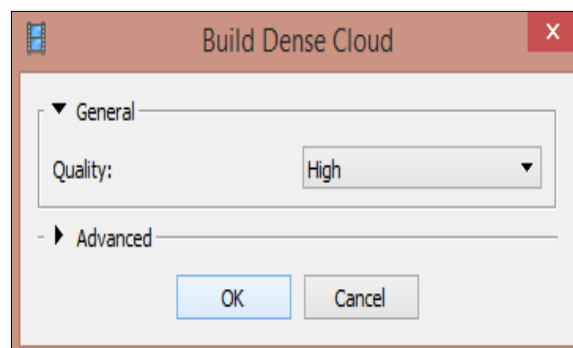 Build Dense Cloud
x
General
Quality: High
Advanced
OK Cancel